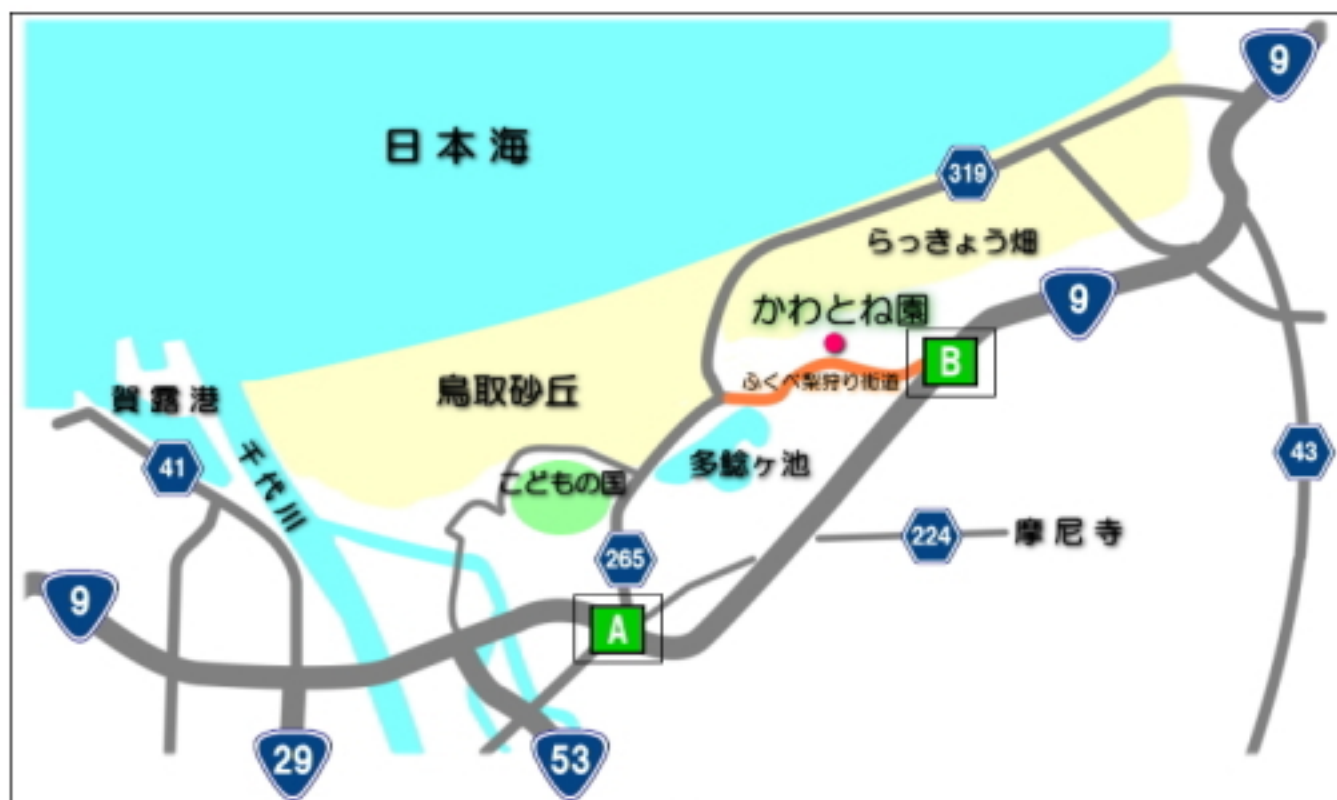 9
日本海
319
らっきょう畑
かわとね園
9
B
ふくべ梨狩り街道
鳥取砂丘
賀露港
41
千代川
こどもの国
多鯰ヶ池
43
224
摩尼寺
265
9
A
29
53